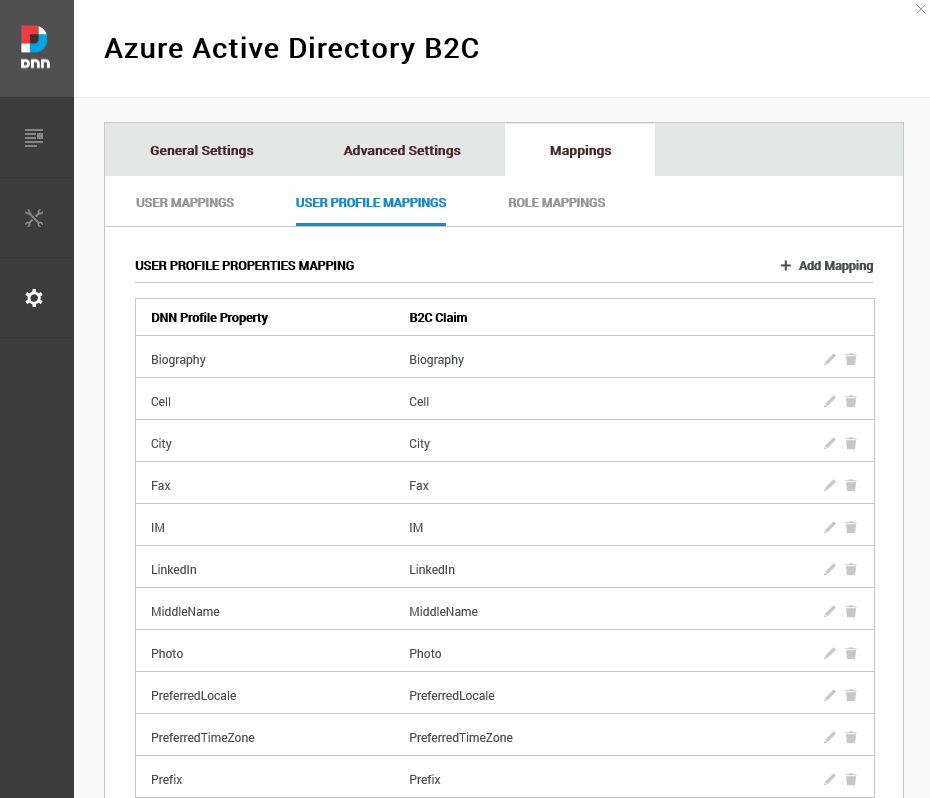 dnn
Azure Active Directory B2C
General Settings Advanced Settings Mappings
USER MAPPINGS USER PROFILE MAPPINGS ROLE MAPPINGS
USER PROFILE PROPERTIES MAPPING + Add Mapping
DNN Profile Property B2C Claim
Biography Biography
Cell Cell
City City
Fax Fax
IM IM
LinkedIn LinkedIn
MiddleName MiddleName
Photo Photo
PreferredLocale PreferredLocale
PreferredTimeZone PreferredTimeZone
Prefix Prefix